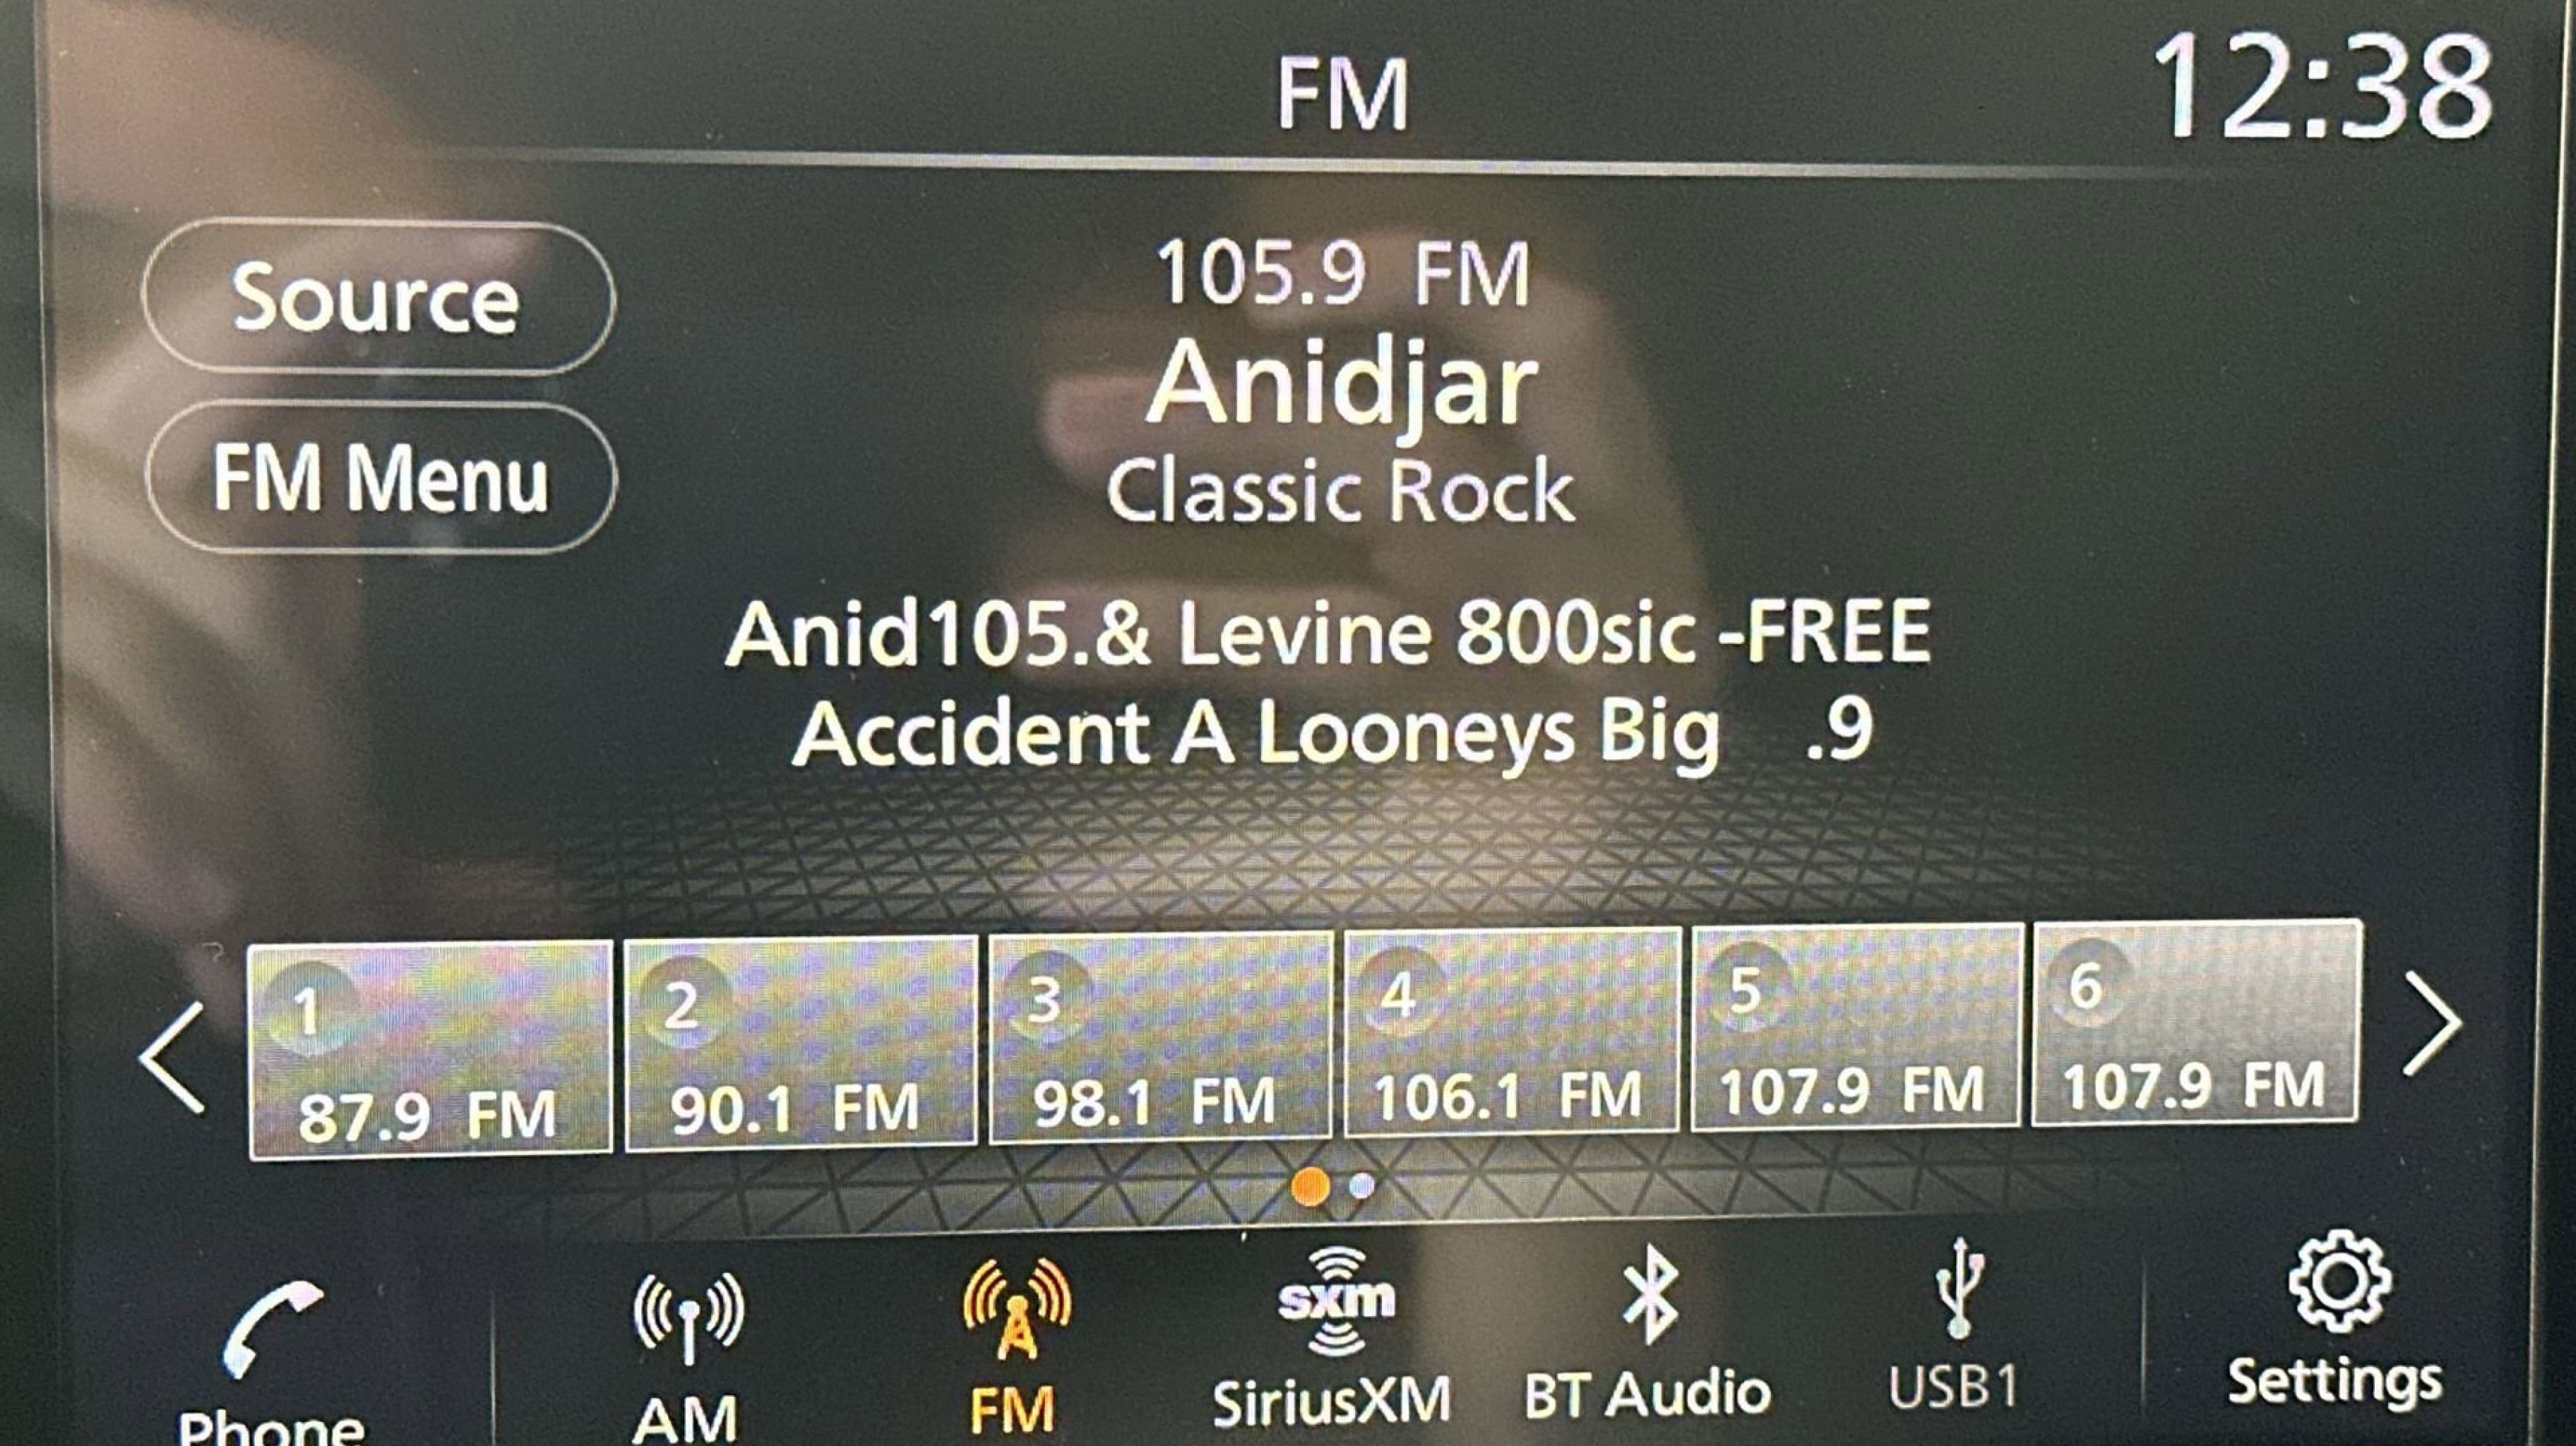 FM
12:38
Source
105.9 FM
Anidjar
FM Menu
Classic Rock
Anid105.& Levine 800sic -FREE
Accident A Looneys Big .9
1
87.9 FM
2
90.1 FM
3
98.1 FM
4
106.1 FM
5
107.9 FM
6
107.9 FM
Phone
AM
FM
sxm
SiriusXM
BT Audio
USB1
Settings